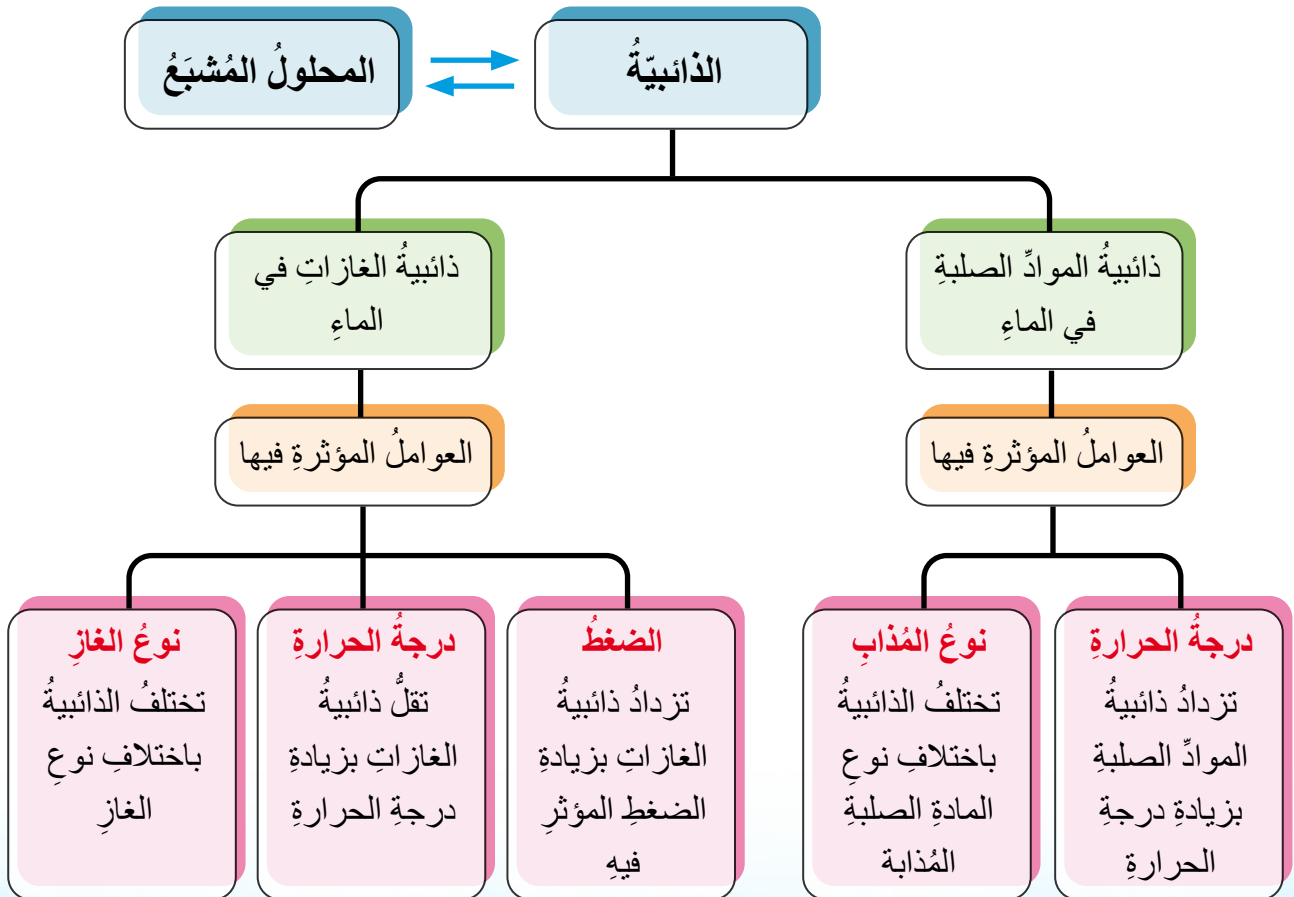 الذائبيّةُ
المحلولُ المُشبَعُ
ذائبيةُ الموادِّ الصلبةِ
في الماءِ
ذائبيةُ الغازاتِ في
الماءِ
العواملُ المؤثرةِ فيها
العواملُ المؤثرةِ فيها
درجةُ الحرارةِ
تزدادُ ذائبيةُ
الموادِّ الصلبةِ
بزيادةِ درجة
الحرارةِ
نوعُ المُذابِ
تختلفُ الذائبيةُ
باختلافِ نوعِ
المادةِ الصلبةِ
المُذابة
الضغطُ
تزدادُ ذائبيةُ
الغازاتِ بزيادةِ
الضغطِ المؤثرِ
فيهِ
درجةُ الحرارةِ
تقلُّ ذائبيةُ
الغازاتِ بزيادةِ
درجةِ الحرارةِ
نوعُ الغازِ
تختلفُ الذائبيةُ
باختلافِ نوعِ
الغازِ